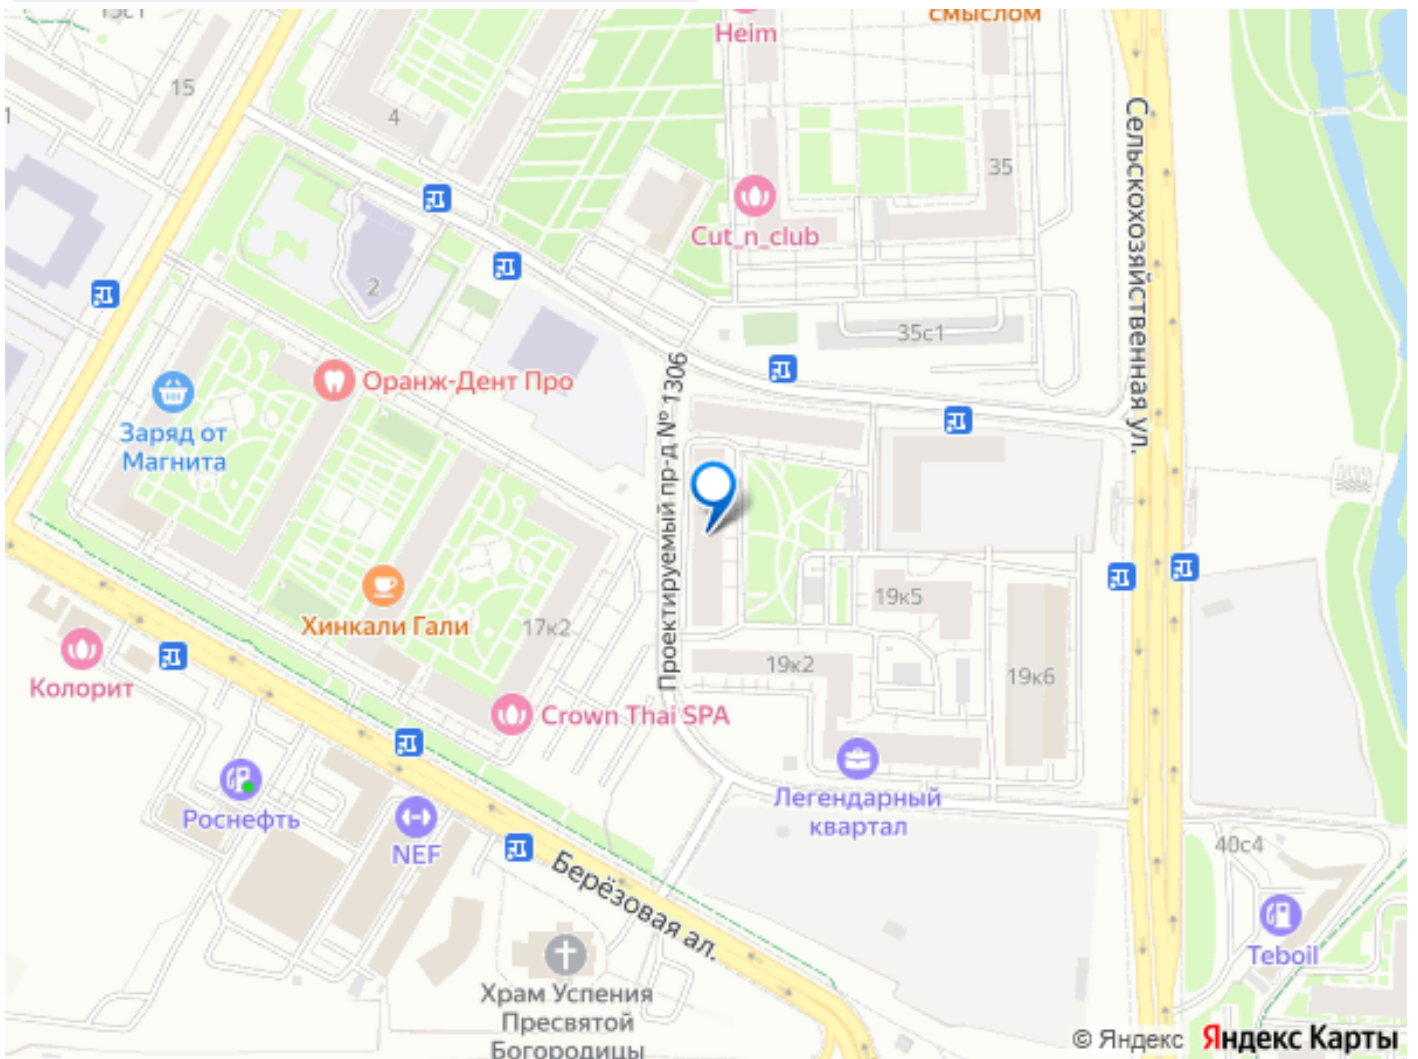 Heim
смыслом
15
4
35
Сельскохозяйственная ул.
Cut_n_club
2
35с1
Оранж-Дент Про
Проектируемый пр-д № 1306
Заряд от
Магнита
19к5
Хинкали Гали
17к2
19к2
19к6
Колорит
Crown Thai SPA
Легендарный
квартал
Роснефть
NEF
40с4
Берёзовая ал.
Teboil
Храм Успения
Пресвятой
Богородицы
© Яндекс Яндекс Карты